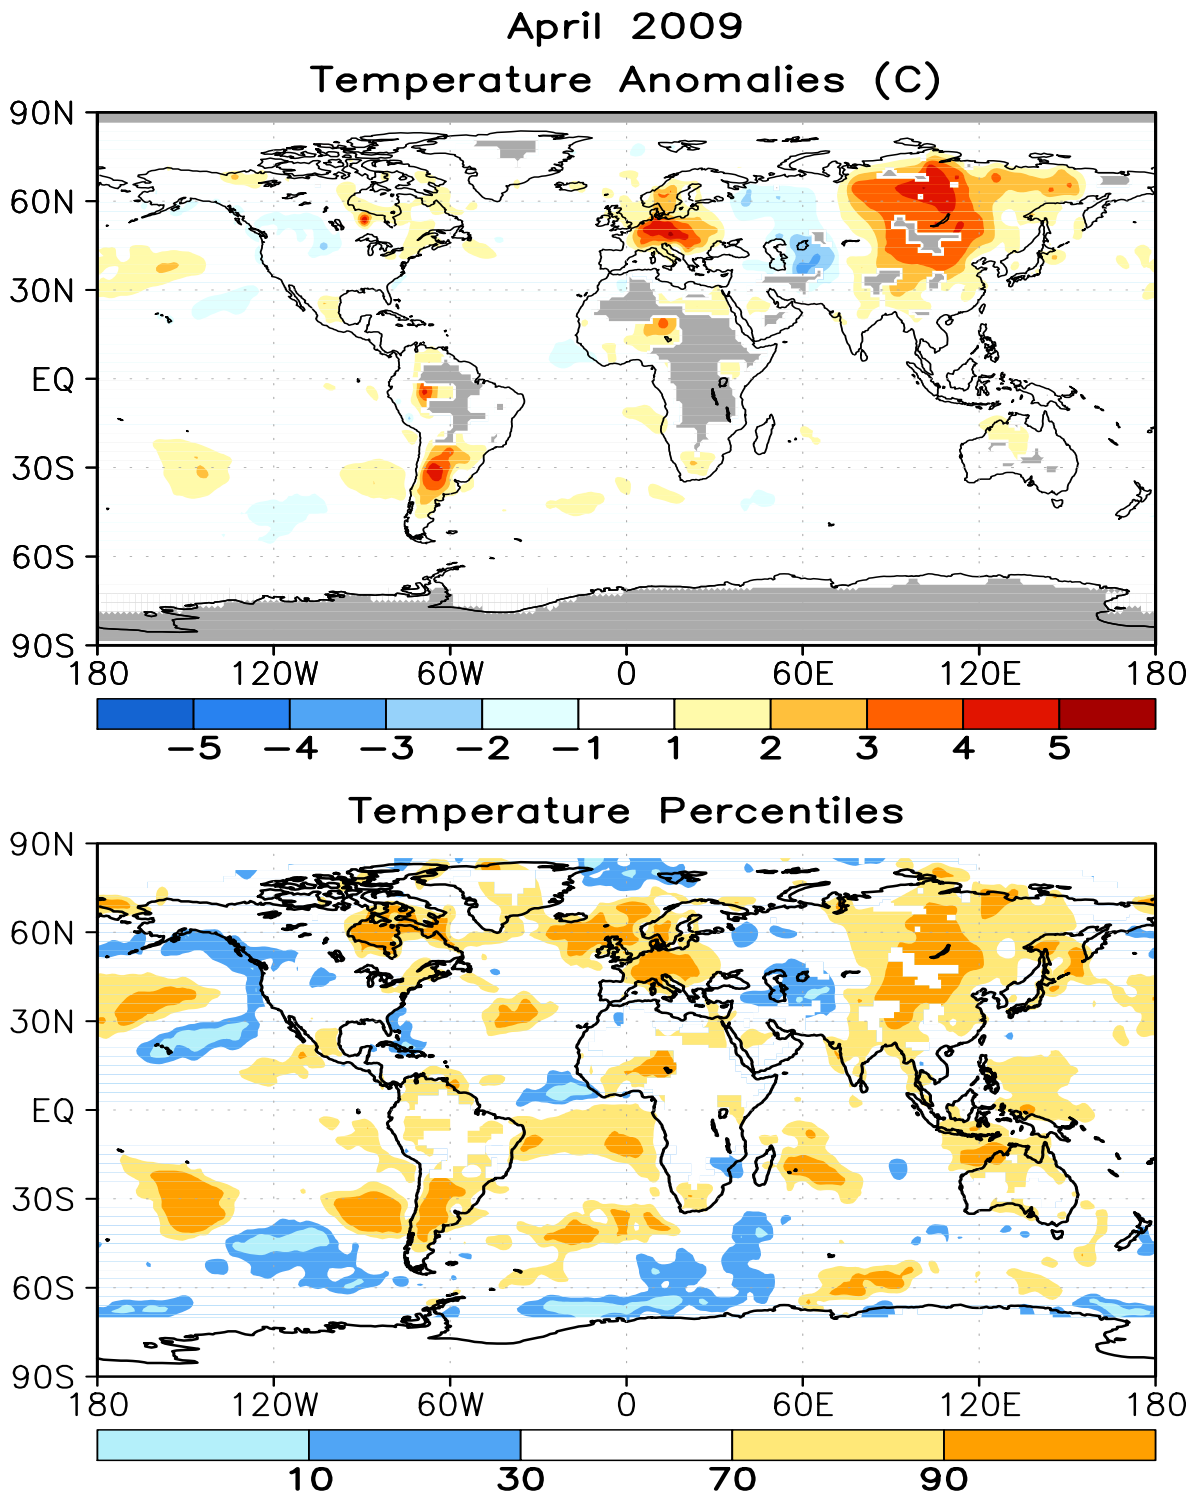 April 2009
Temperature Anomalies (C)
90N
60N
30N
EQ
30S
60S
90S
180 120W 60W 0 60E 120E 180
−5 −4 −3 −2 −1 1 2 3 4 5
Temperature Percentiles
90N
60N
30N
EQ
30S
60S
90S
180 120W 60W 0 60E 120E 180
10 30 70 90